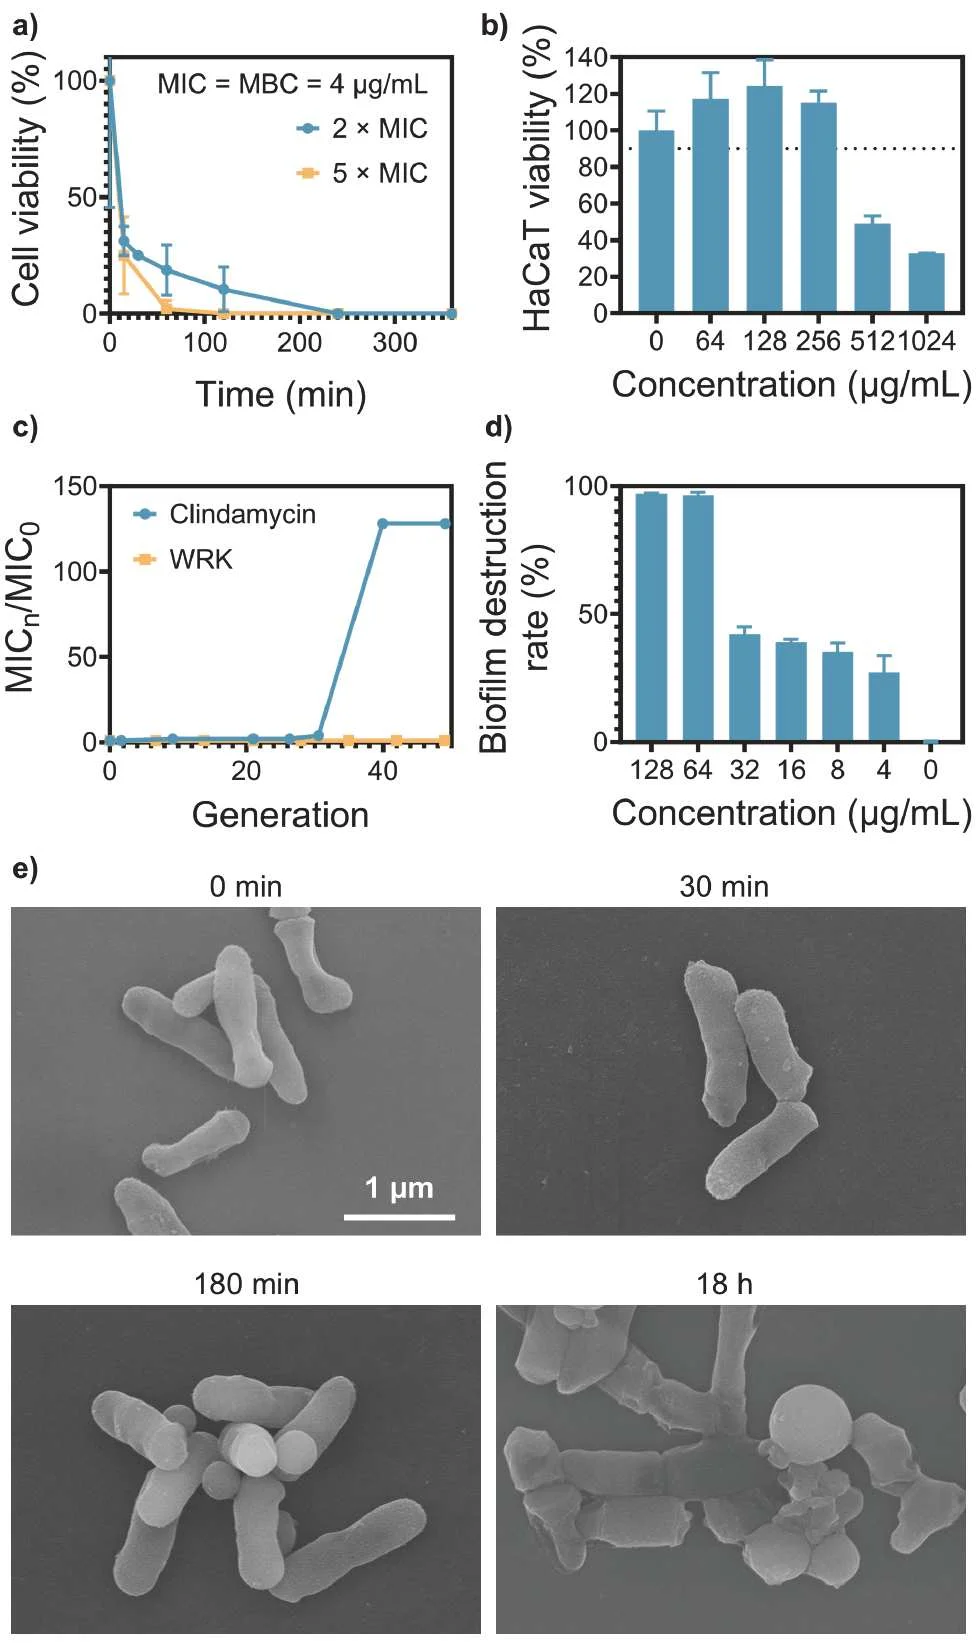 a)
Cell viability (%)
100
50
0
MIC = MBC = 4 μg/mL
2 × MIC
5 × MIC
0 100 200 300
Time (min)
b)
HaCaT viability (%)
140
120
100
80
60
40
20
0
0 64 128 256 512 1024
Concentration (μg/mL)
c)
MICn/MIC0
150
100
50
0
Clindamycin
WRK
0 20 40
Generation
d)
Biofilm destruction
rate (%)
100
50
0
128 64 32 16 8 4 0
Concentration (μg/mL)
e)
0 min
30 min
1 μm
180 min
18 h